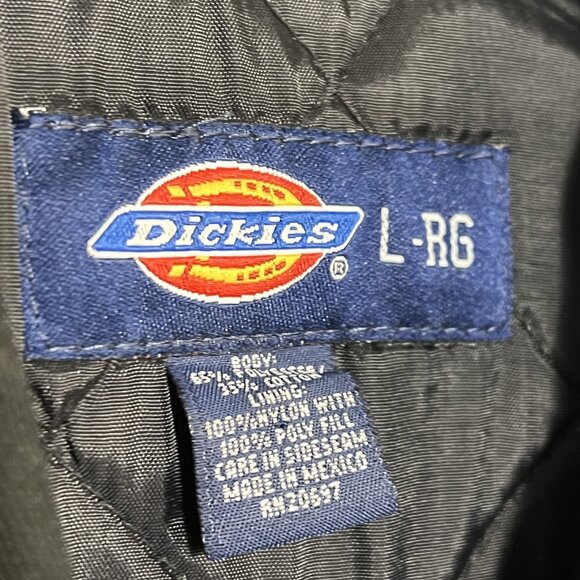 Dickies ®
L-RG
BODY:
65% POLYESTER/
35% COTTON
LINING:
100% NYLON WITH
100% POLY FILL
CARE IN SIDESEAM
MADE IN MEXICO
RN20697